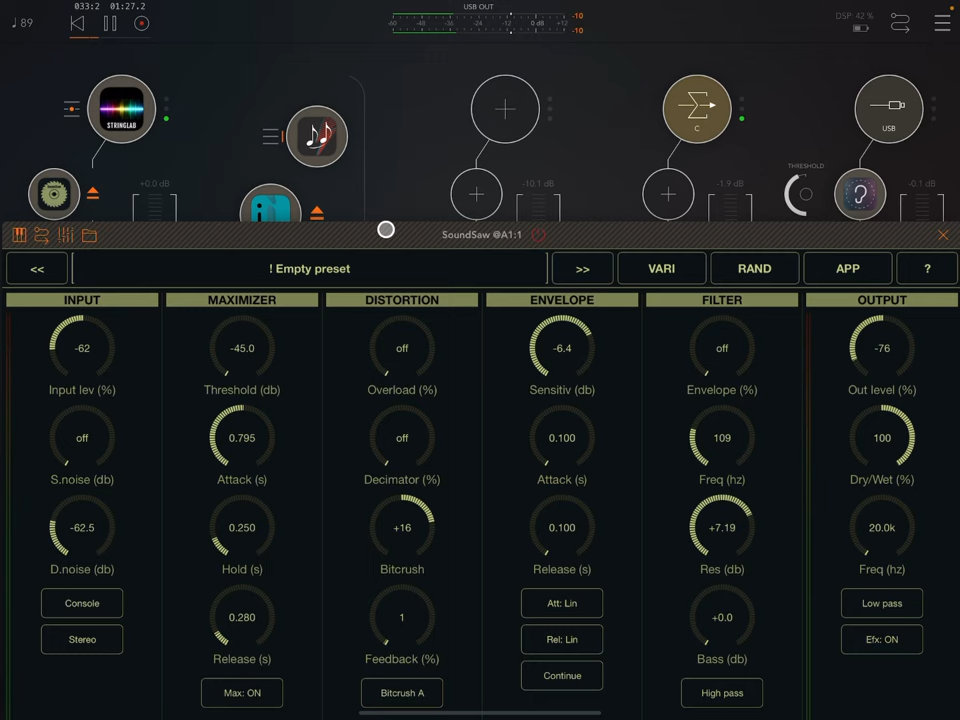 033:2 01:27.2 USB OUT
♩ 89
-60 -48 -36 -24 -12 0 dB +12
-10
-10
DSP: 42 %
STRINGLAB
C
USB
THRESHOLD
+0.0 dB
-10.1 dB
-1.9 dB
-0.1 dB
SoundSaw @A1:1
<< ! Empty preset >> VARI RAND APP ?
INPUT MAXIMIZER DISTORTION ENVELOPE FILTER OUTPUT
-62 -45.0 off -6.4 off -76
Input lev (%) Threshold (db) Overload (%) Sensitiv (db) Envelope (%) Out level (%)
off 0.795 off 0.100 109 100
S.noise (db) Attack (s) Decimator (%) Attack (s) Freq (hz) Dry/Wet (%)
-62.5 0.250 +16 0.100 +7.19 20.0k
D.noise (db) Hold (s) Bitcrush Release (s) Res (db) Freq (hz)
Console 0.280 1 Att: Lin +0.0 Low pass
Stereo Rel: Lin Efx: ON
Release (s) Feedback (%) Continue Bass (db)
Max: ON Bitcrush A High pass